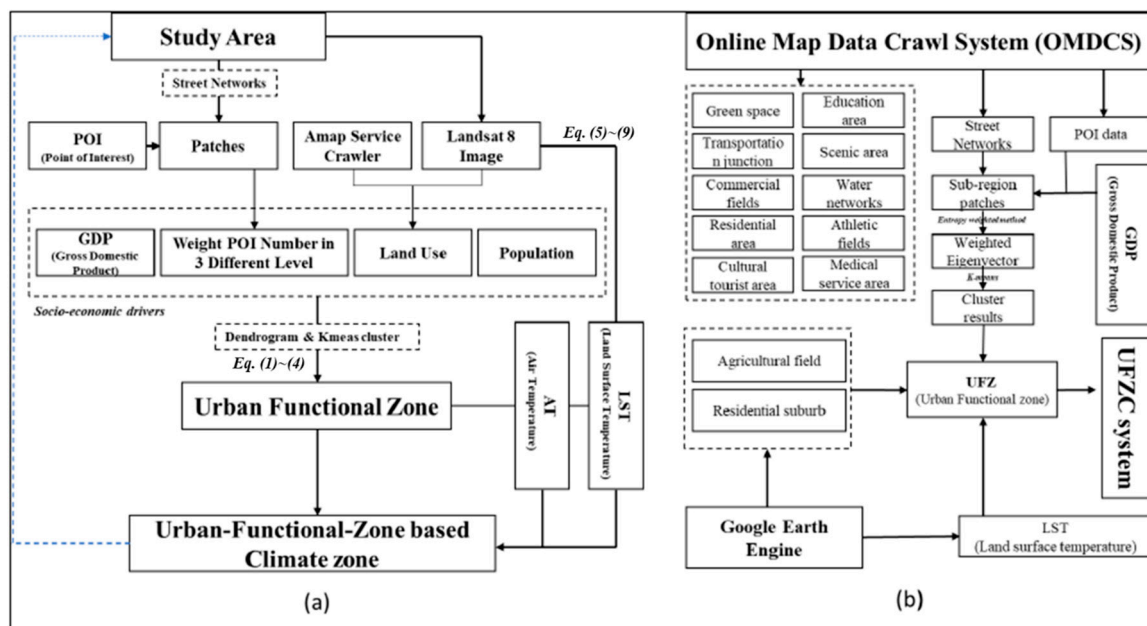 Study Area
Street Networks
POI
(Point of Interest)
Patches
Amap Service
Crawler
Landsat 8
Image
Eq. (5)~(9)
GDP
(Gross Domestic
Product)
Weight POI Number in
3 Different Level
Land Use
Population
Socio-economic drivers
Dendrogram & Kmeas cluster
Eq. (1)~(4)
Urban Functional Zone
AT
(Air Temperature)
LST
(Land Surface Temperature)
Urban-Functional-Zone based
Climate zone
(a)
Online Map Data Crawl System (OMDCS)
Green space
Education
area
Transportatio
n junction
Scenic area
Commercial
fields
Water
networks
Residential
area
Athletic
fields
Cultural
tourist area
Medical
service area
Street
Networks
POI data
Sub-region
patches
Entropy weighted method
Weighted
Eigenvector
K-means
Cluster
results
GDP
(Gross Domestic Product)
Agricultural field
Residential suburb
UFZ
(Urban Functional zone)
UFZC system
Google Earth
Engine
LST
(Land surface temperature)
(b)